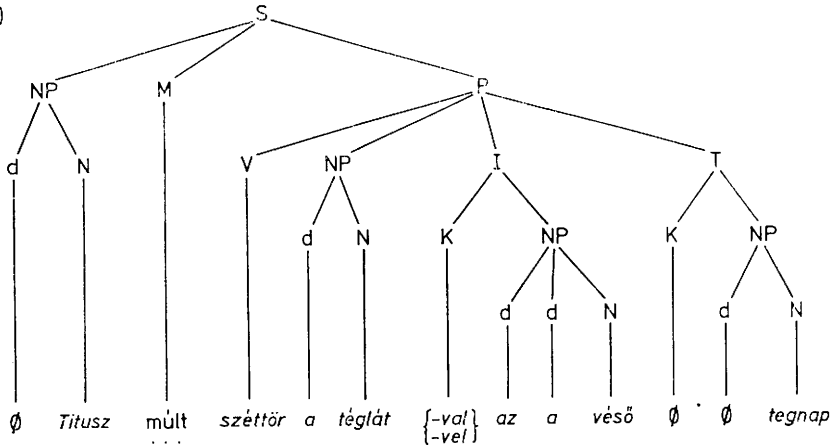 )
S
NP M P
d N V NP I T
d N K NP K NP
d d N d N
Ø Titusz múlt széttör a téglát {-val -vel} az a véső Ø Ø tegnap
. . .